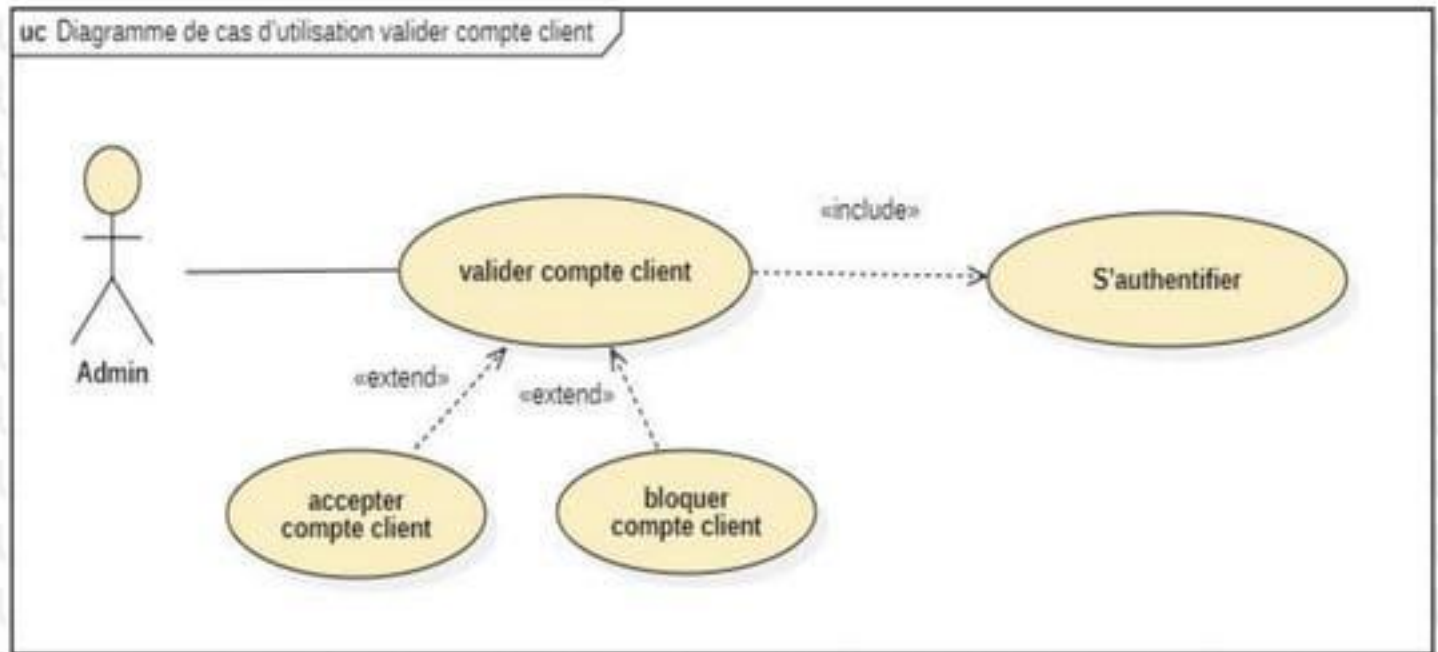 uc Diagramme de cas d'utilisation valider compte client
«include»
valider compte client
S'authentifier
Admin
«extend»
«extend»
accepter
compte client
bloquer
compte client